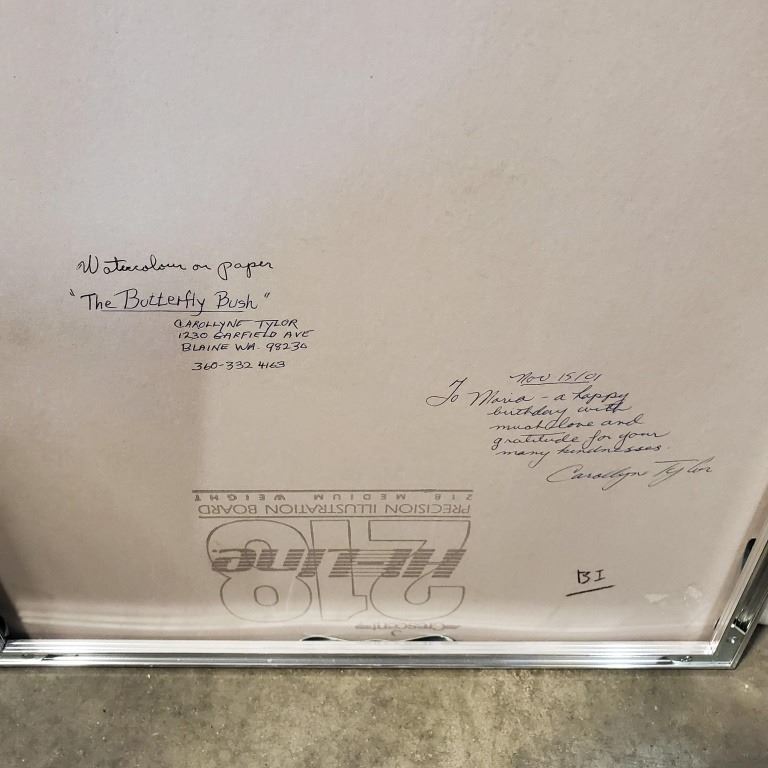 Watercolour on paper
"The Butterfly Bush"
CAROLLYNE TYLOR
1230 GARFIELD AVE
BLAINE WA. 98230
360-332 4163
Nov 15/01
To Maria - a happy
birthday with
much love and
gratitude for your
many kindnesses.
Carollyne Tylor
218 MEDIUM WEIGHT
PRECISION ILLUSTRATION BOARD
218
Hi-Line
Crescent
BI